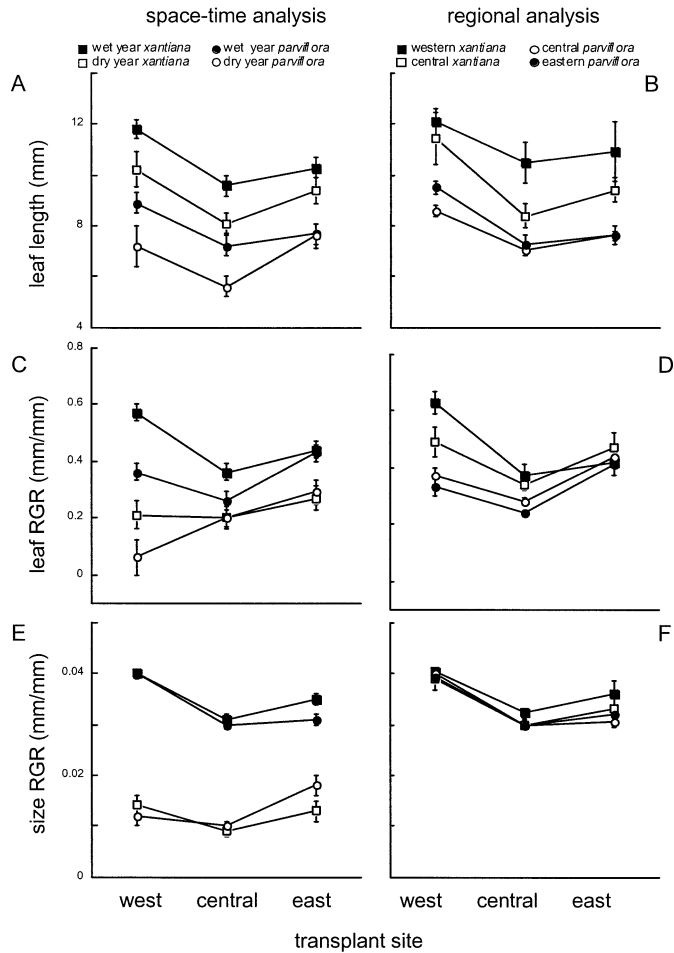 space-time analysis
regional analysis
wet year xantiana
wet year parviflora
dry year xantiana
dry year parviflora
western xantiana
central parviflora
central xantiana
eastern parviflora
A
B
12
8
4
leaf length (mm)
C
D
0.8
0.6
0.4
0.2
0
leaf RGR (mm/mm)
E
F
0.04
0.02
0
size RGR (mm/mm)
west central east
west central east
transplant site